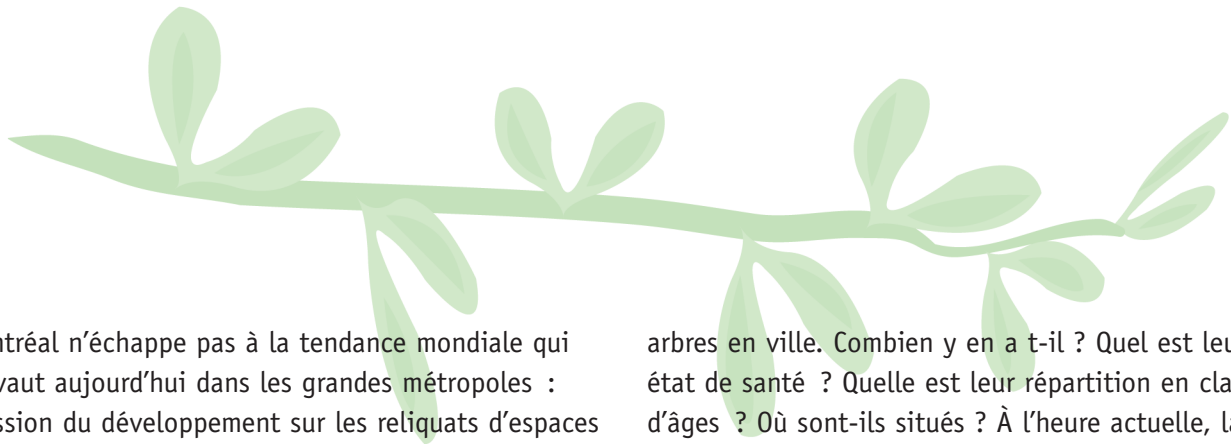 ntréal n’échappe pas à la tendance mondiale qui
vaut aujourd’hui dans les grandes métropoles :
ssion du développement sur les reliquats d’espaces
arbres en ville. Combien y en a t-il ? Quel est leu
état de santé ? Quelle est leur répartition en cla
d’âges ? Où sont-ils situés ? À l’heure actuelle, l